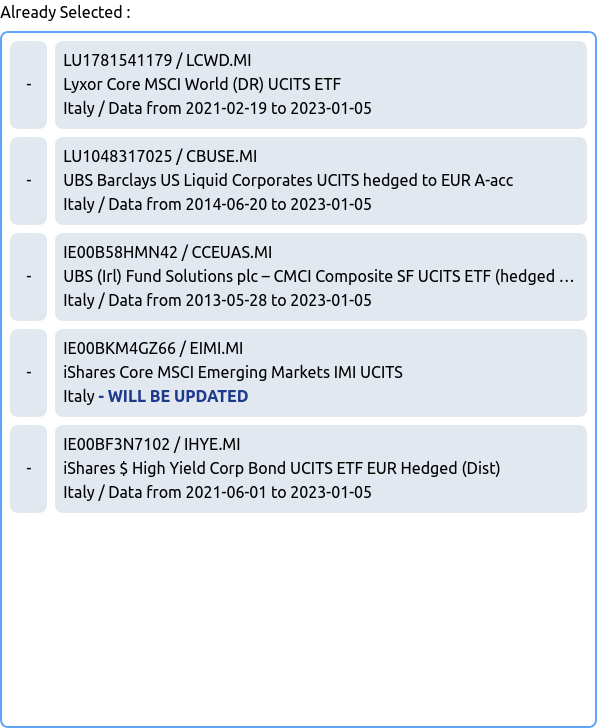 Already Selected :
-
LU1781541179 / LCWD.MI
Lyxor Core MSCI World (DR) UCITS ETF
Italy / Data from 2021-02-19 to 2023-01-05
-
LU1048317025 / CBUSE.MI
UBS Barclays US Liquid Corporates UCITS hedged to EUR A-acc
Italy / Data from 2014-06-20 to 2023-01-05
-
IE00B58HMN42 / CCEUAS.MI
UBS (Irl) Fund Solutions plc – CMCI Composite SF UCITS ETF (hedged …
Italy / Data from 2013-05-28 to 2023-01-05
-
IE00BKM4GZ66 / EIMI.MI
iShares Core MSCI Emerging Markets IMI UCITS
Italy - WILL BE UPDATED
-
IE00BF3N7102 / IHYE.MI
iShares $ High Yield Corp Bond UCITS ETF EUR Hedged (Dist)
Italy / Data from 2021-06-01 to 2023-01-05